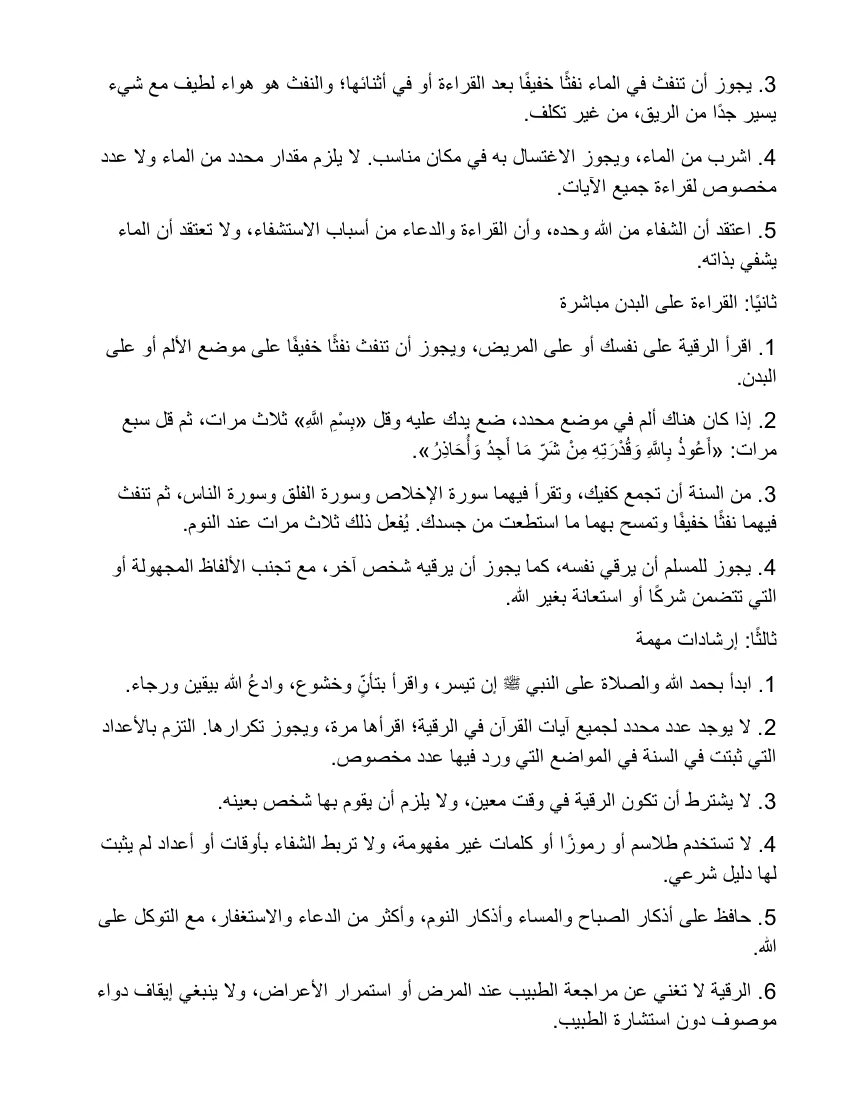 3. يجوز أن تنفث في الماء نفثًا خفيفًا بعد القراءة أو في أثنائها؛ والنفث هو هواء لطيف مع شيء
يسير جدًا من الريق، من غير تكلف.
4. اشرب من الماء، ويجوز الاغتسال به في مكان مناسب. لا يلزم مقدار محدد من الماء ولا عدد
مخصوص لقراءة جميع الآيات.
5. اعتقد أن الشفاء من الله وحده، وأن القراءة والدعاء من أسباب الاستشفاء، ولا تعتقد أن الماء
يشفي بذاته.
ثانيًا: القراءة على البدن مباشرة
1. اقرأ الرقية على نفسك أو على المريض، ويجوز أن تنفث نفثًا خفيفًا على موضع الألم أو على
البدن.
2. إذا كان هناك ألم في موضع محدد، ضع يدك عليه وقل «بِسْمِ اللَّهِ» ثلاث مرات، ثم قل سبع
مرات: «أَعُوذُ بِاللَّهِ وَقُدْرَتِهِ مِنْ شَرِّ مَا أَجِدُ وَأُحَاذِرُ».
3. من السنة أن تجمع كفيك، وتقرأ فيهما سورة الإخلاص وسورة الفلق وسورة الناس، ثم تنفث
فيهما نفثًا خفيفًا وتمسح بهما ما استطعت من جسدك. يُفعل ذلك ثلاث مرات عند النوم.
4. يجوز للمسلم أن يرقي نفسه، كما يجوز أن يرقيه شخص آخر، مع تجنب الألفاظ المجهولة أو
التي تتضمن شركًا أو استعانة بغير الله.
ثالثًا: إرشادات مهمة
1. ابدأ بحمد الله والصلاة على النبي ﷺ إن تيسر، واقرأ بتأنٍّ وخشوع، وادعُ الله بيقين ورجاء.
2. لا يوجد عدد محدد لجميع آيات القرآن في الرقية؛ اقرأها مرة، ويجوز تكرارها. التزم بالأعداد
التي ثبتت في السنة في المواضع التي ورد فيها عدد مخصوص.
3. لا يشترط أن تكون الرقية في وقت معين، ولا يلزم أن يقوم بها شخص بعينه.
4. لا تستخدم طلاسم أو رموزًا أو كلمات غير مفهومة، ولا تربط الشفاء بأوقات أو أعداد لم يثبت
لها دليل شرعي.
5. حافظ على أذكار الصباح والمساء وأذكار النوم، وأكثر من الدعاء والاستغفار، مع التوكل على
الله.
6. الرقية لا تغني عن مراجعة الطبيب عند المرض أو استمرار الأعراض، ولا ينبغي إيقاف دواء
موصوف دون استشارة الطبيب.